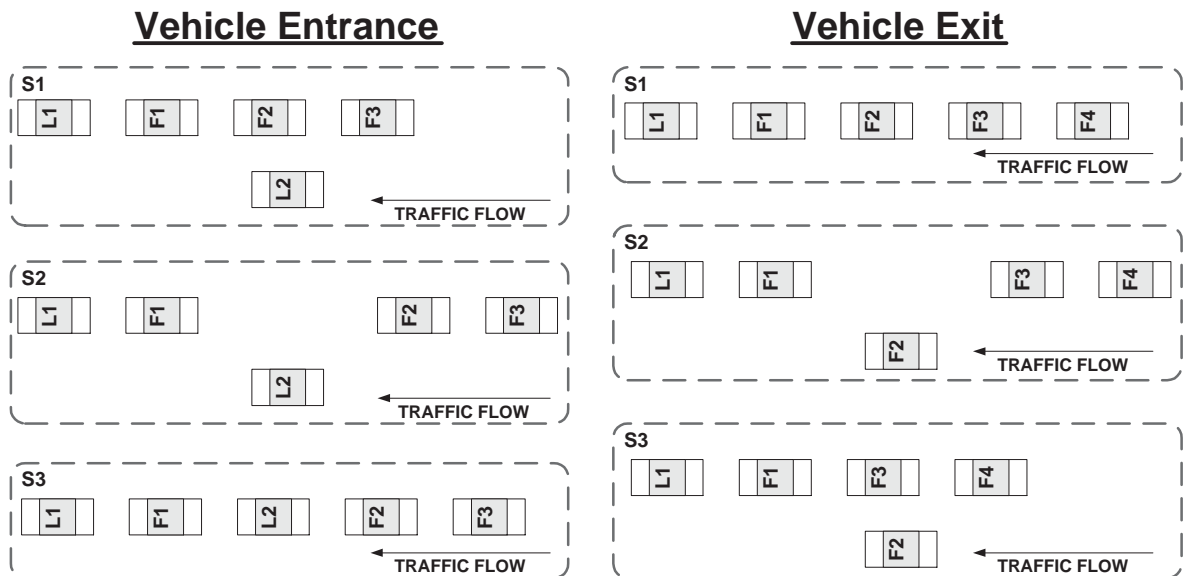 Vehicle Entrance
S1
L1 F1 F2 F3
L2
TRAFFIC FLOW
S2
L1 F1 F2 F3
L2
TRAFFIC FLOW
S3
L1 F1 L2 F2 F3
TRAFFIC FLOW
Vehicle Exit
S1
L1 F1 F2 F3 F4
TRAFFIC FLOW
S2
L1 F1 F3 F4
F2
TRAFFIC FLOW
S3
L1 F1 F3 F4
F2
TRAFFIC FLOW